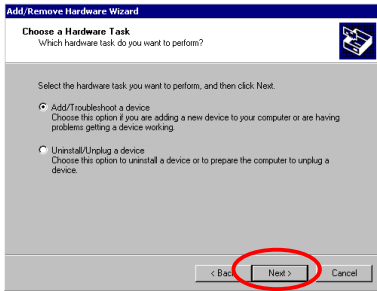 Add/Remove Hardware Wizard
Choose a Hardware Task
Which hardware task do you want to perform?
Select the hardware task you want to perform, and then click Next.
Add/Troubleshoot a device
Choose this option if you are adding a new device to your computer or are having
problems getting a device working.
Uninstall/Unplug a device
Choose this option to uninstall a device or to prepare the computer to unplug a
device.
< Back Next > Cancel